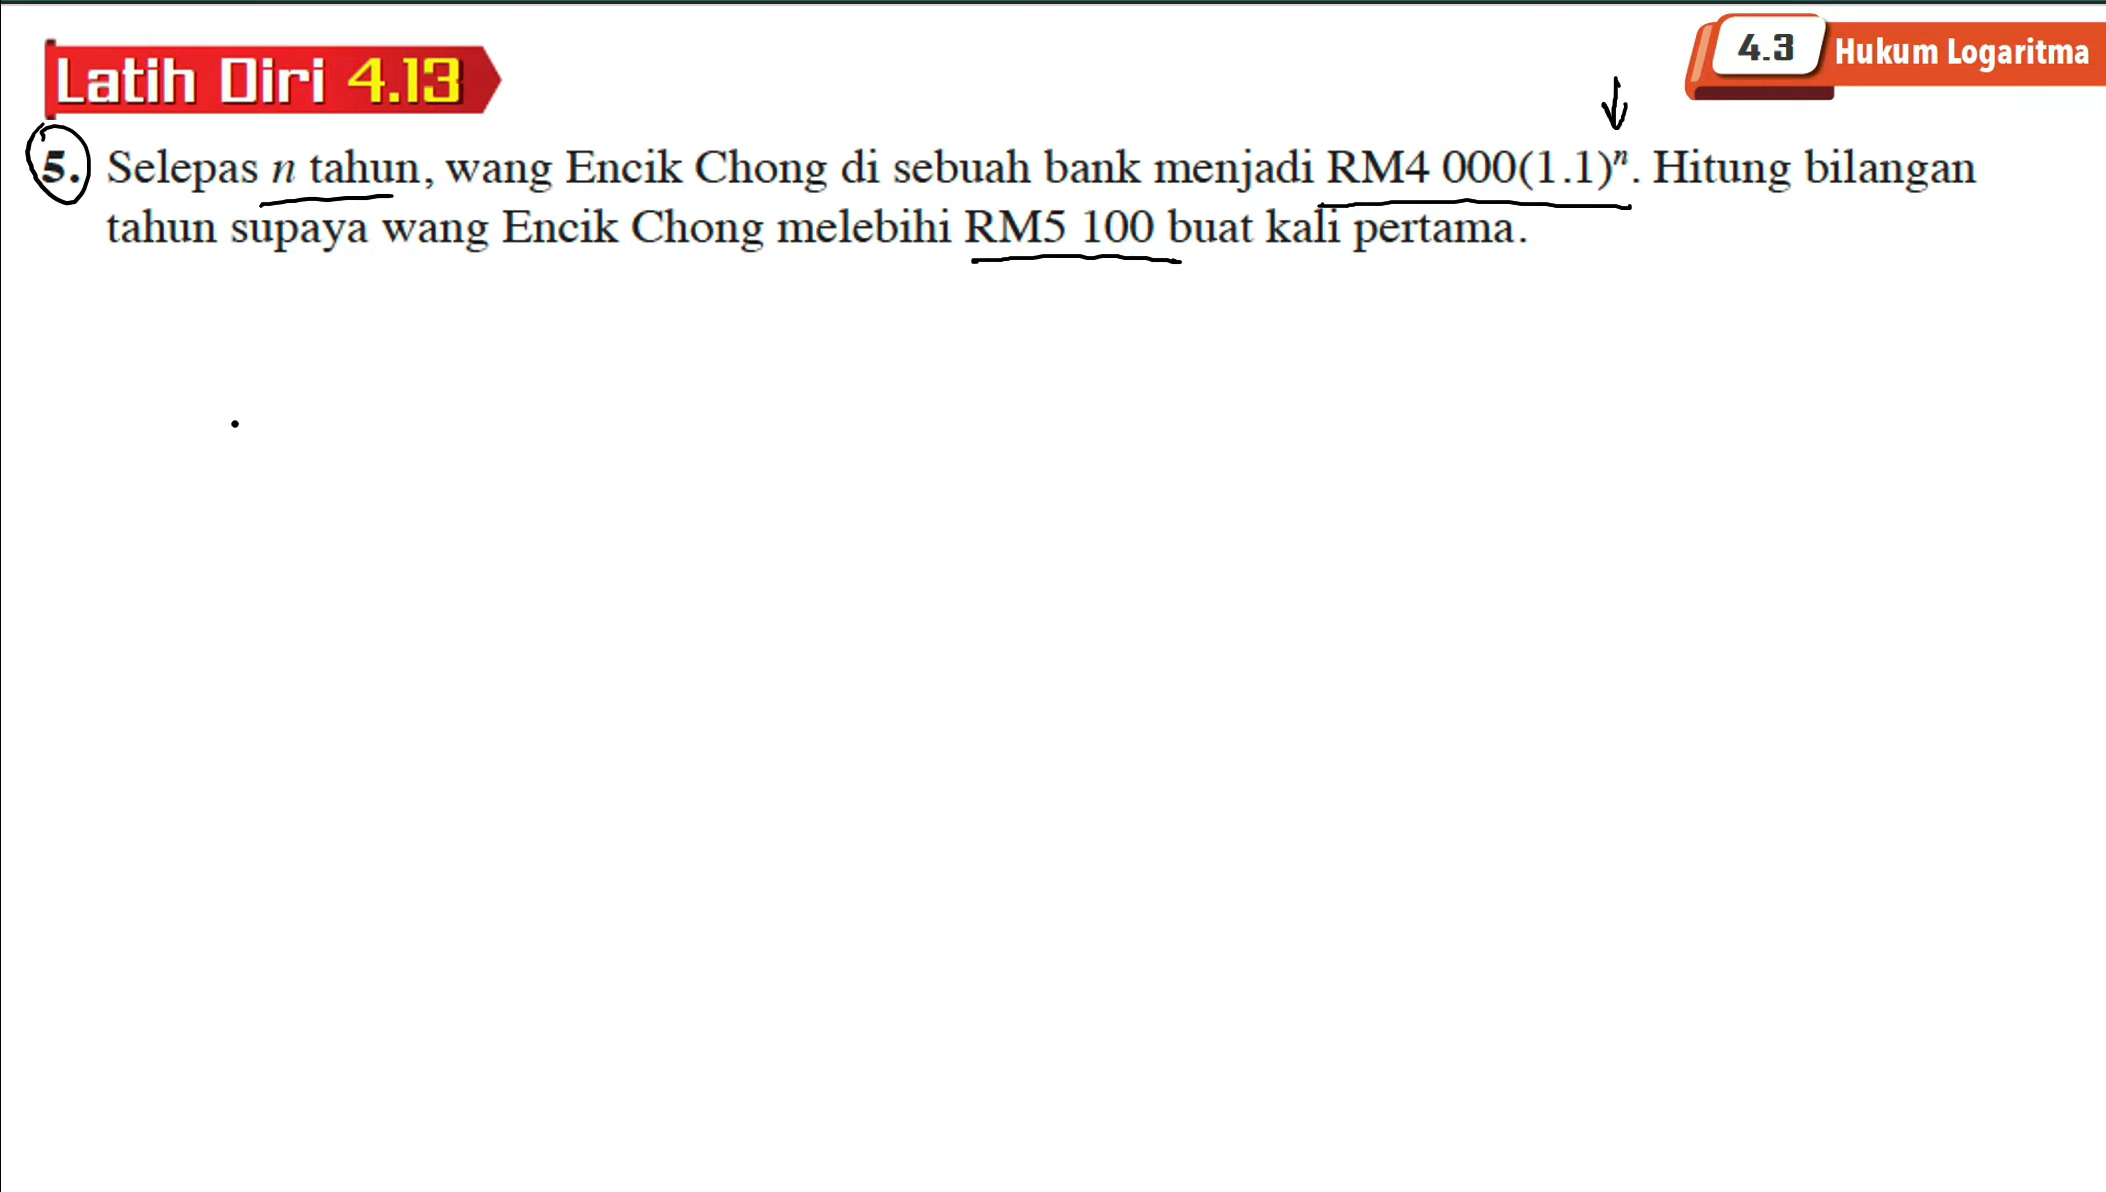 4.3 Hukum Logaritma
Latih Diri 4.13
5. Selepas n tahun, wang Encik Chong di sebuah bank menjadi RM4 000(1.1)ⁿ. Hitung bilangan
tahun supaya wang Encik Chong melebihi RM5 100 buat kali pertama.